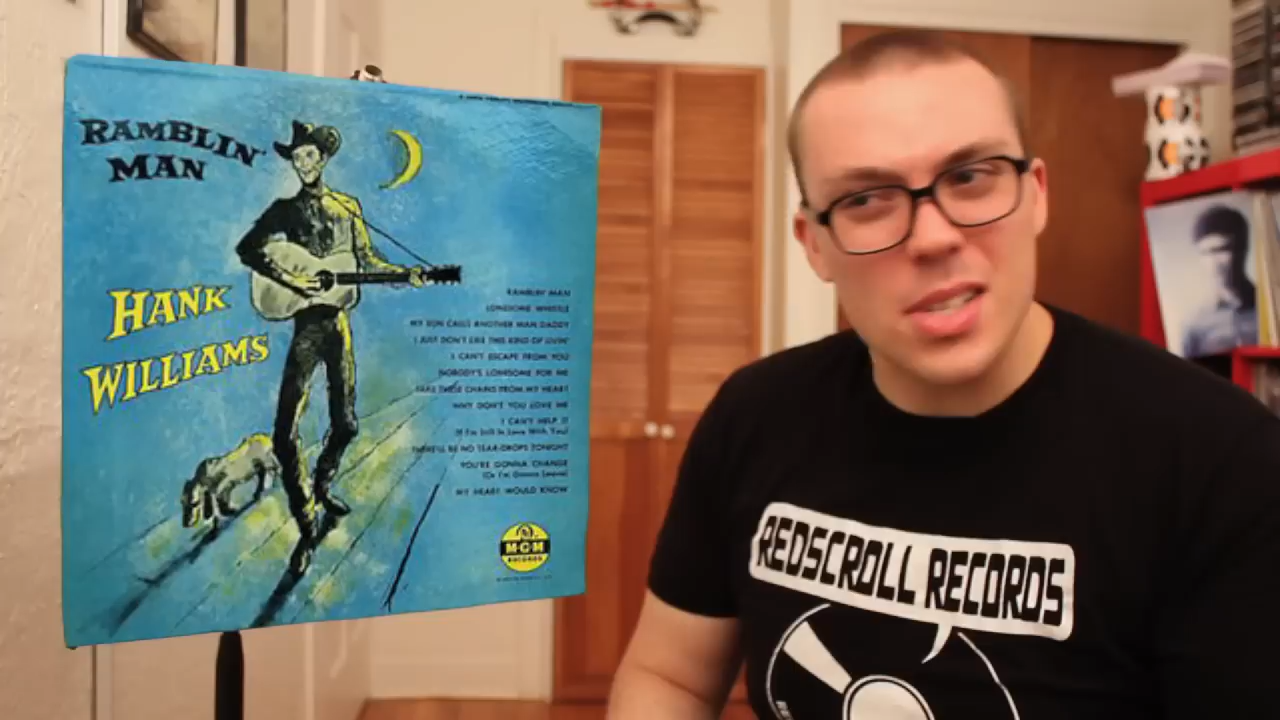 RAMBLIN'
MAN
HANK
WILLIAMS
RAMBLIN' MAN
LONESOME WHISTLE
MY SON CALLS ANOTHER MAN DADDY
I JUST DON'T LIKE THIS KIND OF LIVIN'
I CAN'T ESCAPE FROM YOU
NOBODY'S LONESOME FOR ME
TAKE THESE CHAINS FROM MY HEART
WHY DON'T YOU LOVE ME
I CAN'T HELP IT
(If I'm Still In Love With You)
THERE'LL BE NO TEAR-DROPS TONIGHT
YOU'RE GONNA CHANGE
(Or I'm Gonna Leave)
MY HEART WOULD KNOW
M-G-M
RECORDS
REDSCROLL RECORDS